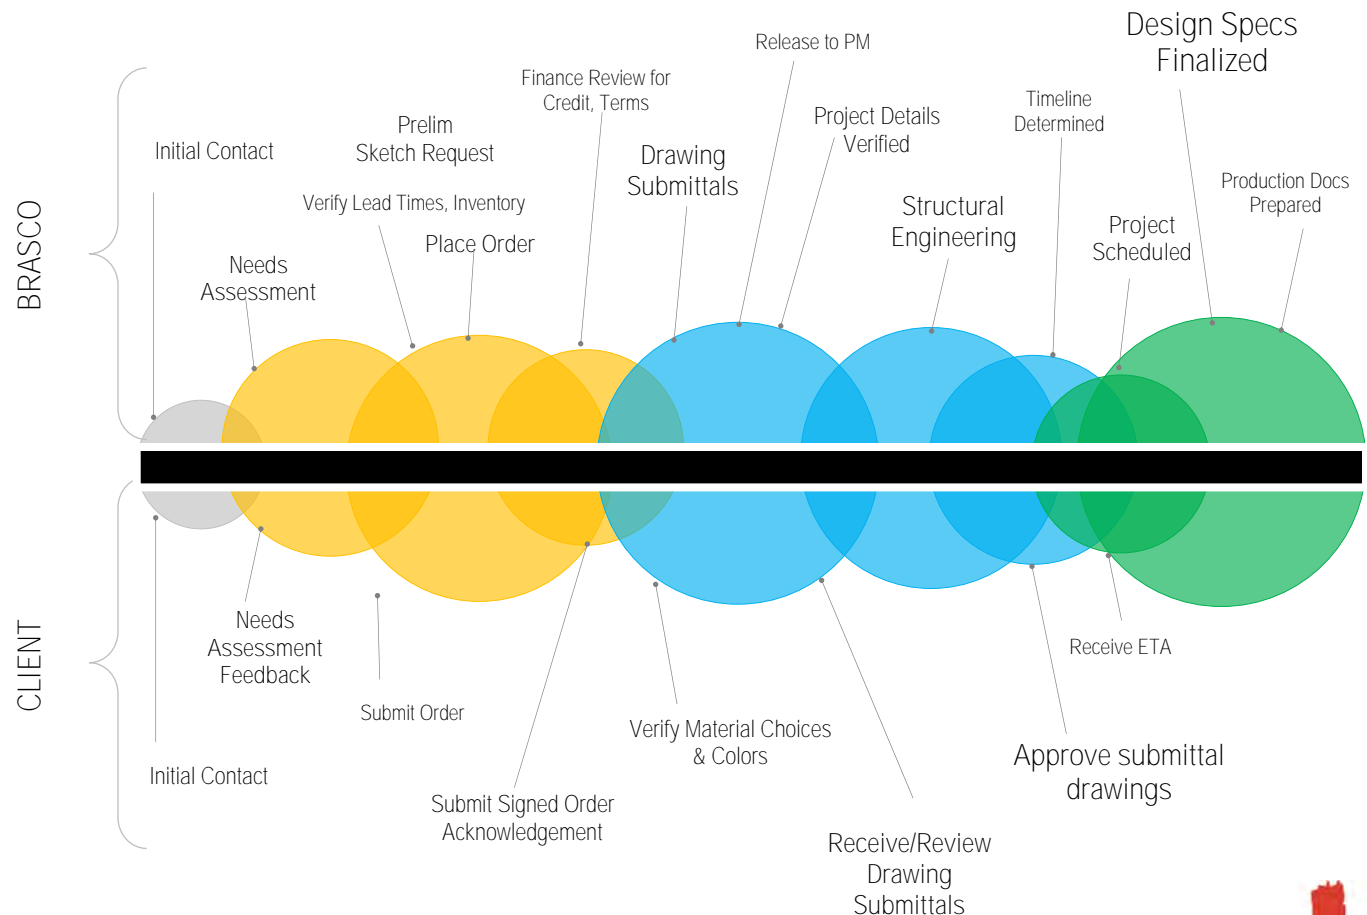 BRASCO
Initial Contact
Needs
Assessment
Prelim
Sketch Request
Verify Lead Times, Inventory
Place Order
Finance Review for
Credit, Terms
Drawing
Submittals
Release to PM
Project Details
Verified
Structural
Engineering
Timeline
Determined
Project
Scheduled
Design Specs
Finalized
Production Docs
Prepared
CLIENT
Initial Contact
Needs
Assessment
Feedback
Submit Order
Submit Signed Order
Acknowledgement
Verify Material Choices
& Colors
Receive/Review
Drawing
Submittals
Approve submittal
drawings
Receive ETA